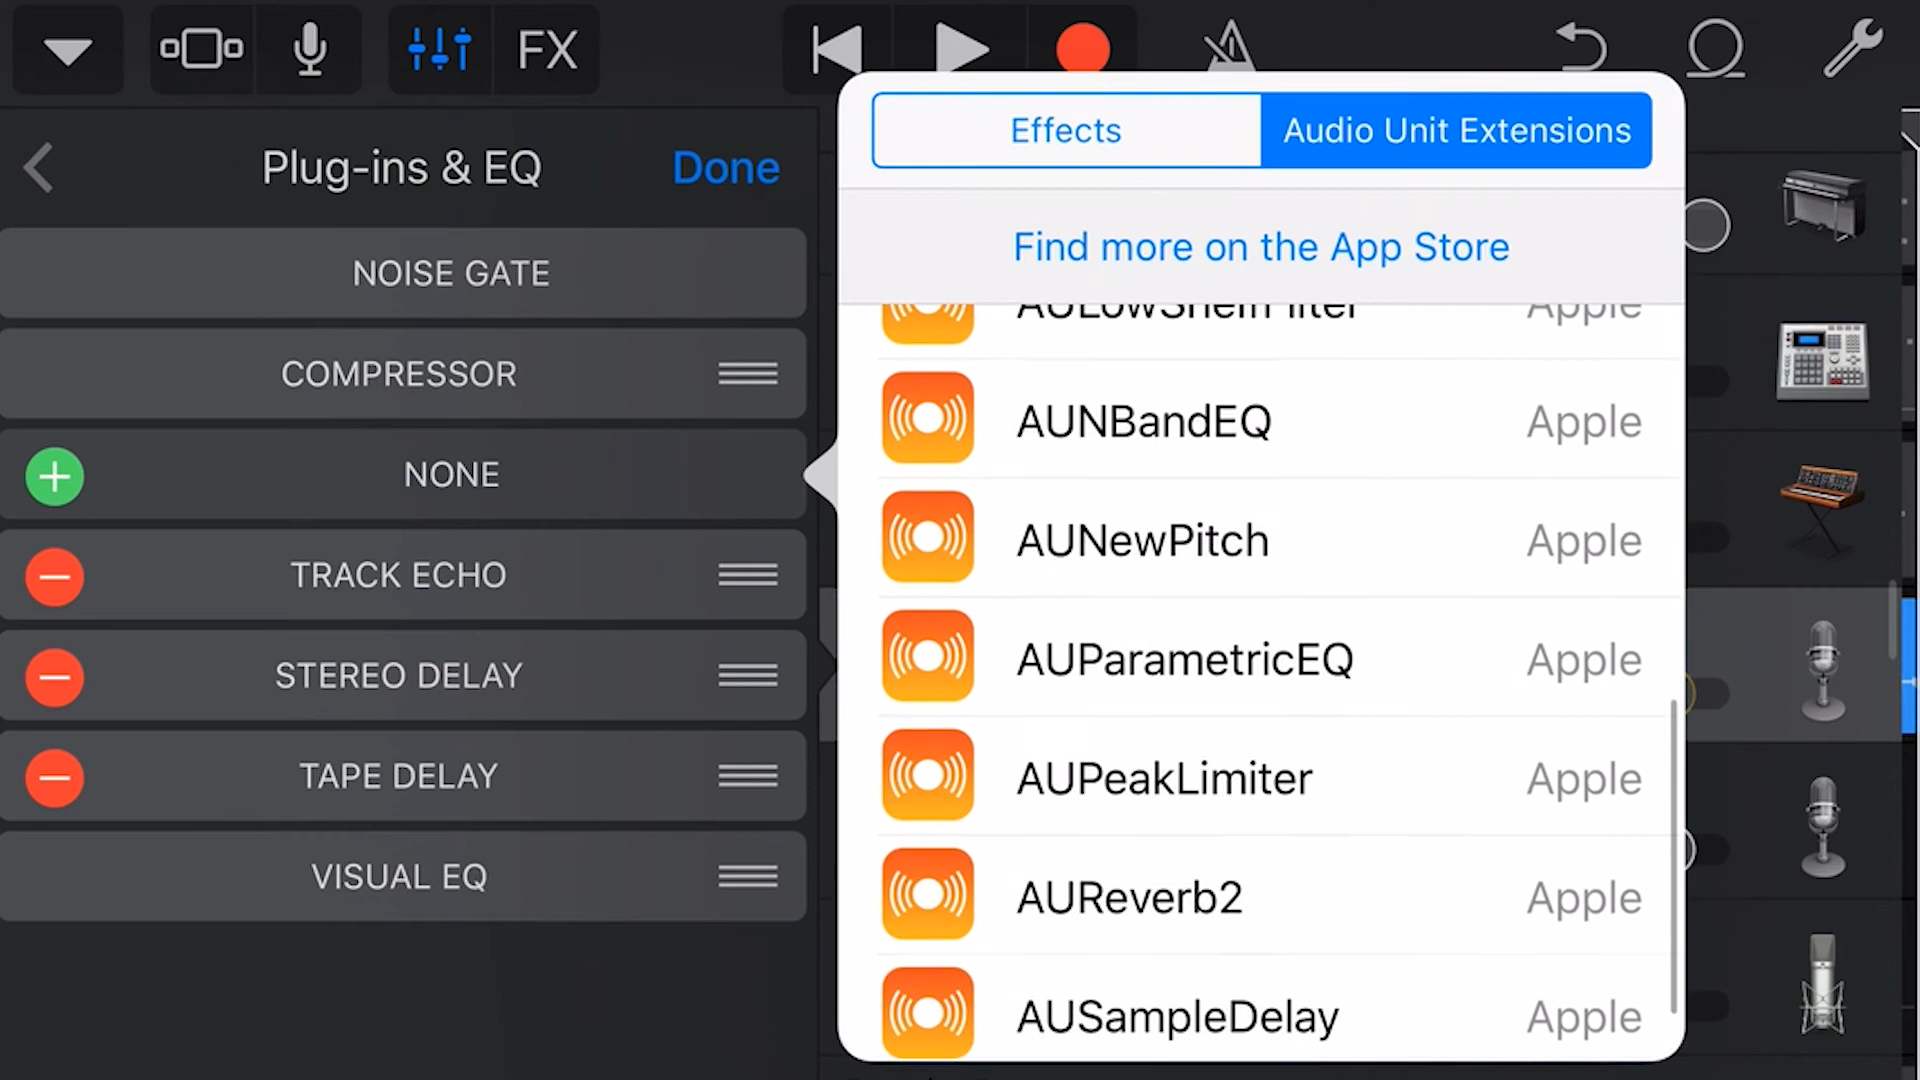 FX
Plug-ins & EQ
Done
NOISE GATE
COMPRESSOR
NONE
TRACK ECHO
STEREO DELAY
TAPE DELAY
VISUAL EQ
Effects
Audio Unit Extensions
Find more on the App Store
AULowShelfFilter Apple
AUNBandEQ Apple
AUNewPitch Apple
AUParametricEQ Apple
AUPeakLimiter Apple
AUReverb2 Apple
AUSampleDelay Apple